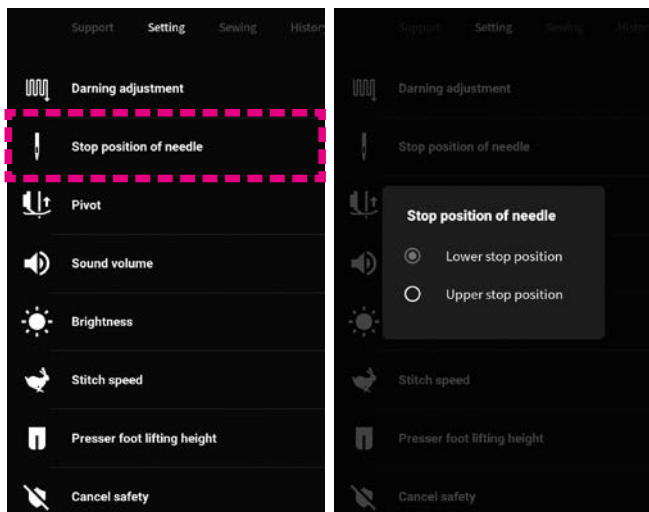 Support Setting Sewing History
Darning adjustment
Stop position of needle
Pivot
Sound volume
Brightness
Stitch speed
Presser foot lifting height
Cancel safety
Support Setting Sewing
Darning adjustment
Stop position of needle
Stop position of needle
Lower stop position
Upper stop position
Stitch speed
Presser foot lifting height
Cancel safety